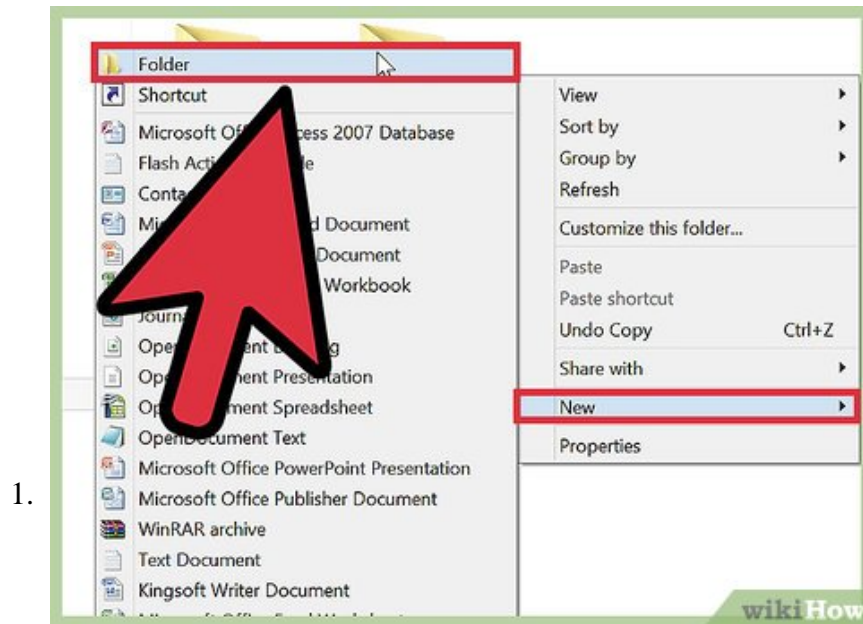 Folder
Shortcut
Microsoft Of cess 2007 Database
Flash Acti le
Conta
Mi d Document
Document
Workbook
Journ
Ope ent D g
Op ment Presentation
Op ment Spreadsheet
OpenDocument Text
Microsoft Office PowerPoint Presentation
Microsoft Office Publisher Document
WinRAR archive
Text Document
Kingsoft Writer Document
View
Sort by
Group by
Refresh
Customize this folder...
Paste
Paste shortcut
Undo Copy Ctrl+Z
Share with
New
Properties
1.
wikiHow